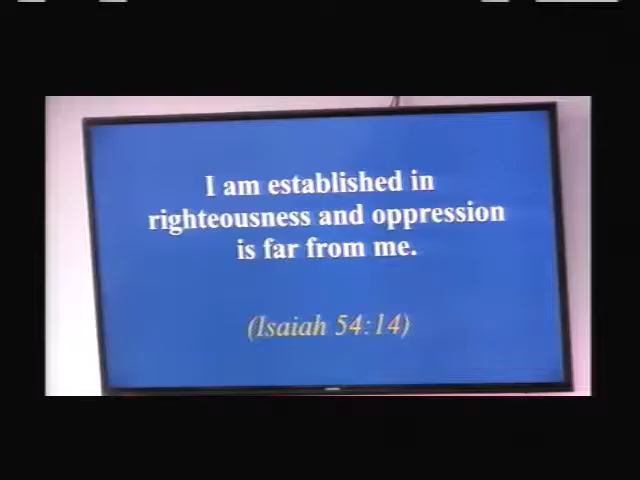 I am established in
righteousness and oppression
is far from me.
(Isaiah 54:14)